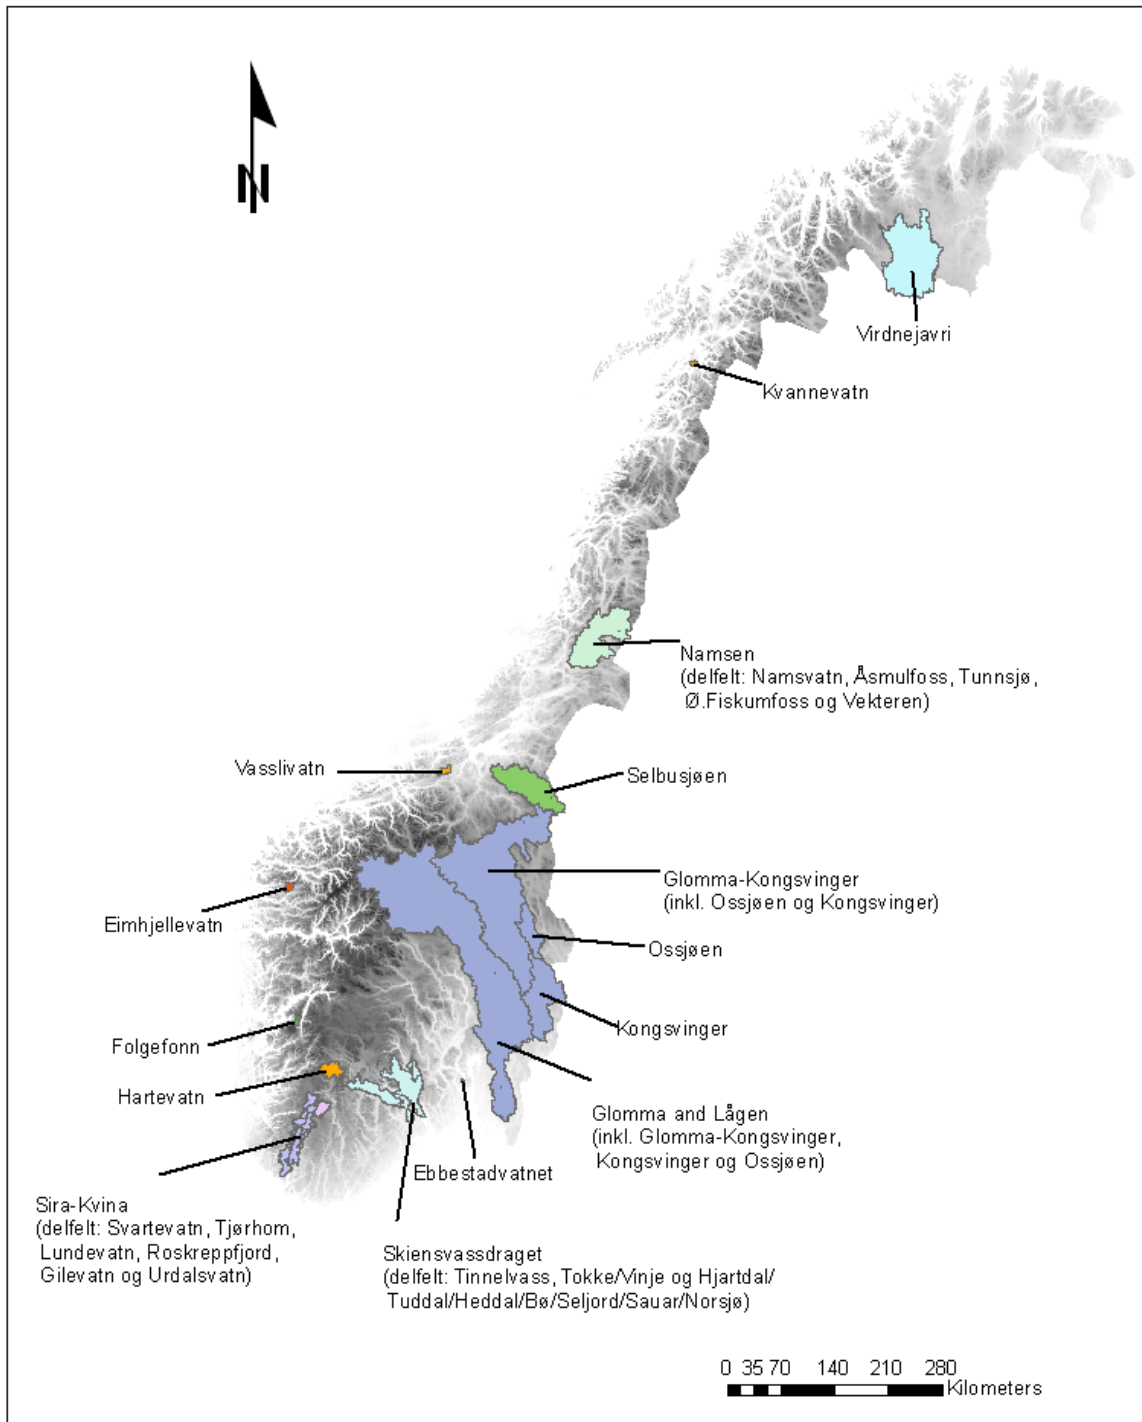 N
Virdnejavri
Kvannevatn
Namsen
(delfelt: Namsvatn, Åsmulfoss, Tunnsjø,
Ø.Fiskumfoss og Vekteren)
Vasslivatn
Selbusjøen
Glomma-Kongsvinger
(inkl. Ossjøen og Kongsvinger)
Eimhjellevatn
Ossjøen
Kongsvinger
Folgefonn
Hartevatn
Glomma and Lågen
(inkl. Glomma-Kongsvinger,
Kongsvinger og Ossjøen)
Ebbestadvatnet
Sira-Kvina
(delfelt: Svartevatn, Tjørhom,
Lundevatn, Roskreppfjord,
Gilevatn og Urdalsvatn)
Skiensvassdraget
(delfelt: Tinnelvass, Tokke/Vinje og Hjartdal/
Tuddal/Heddal/Bø/Seljord/Sauar/Norsjø)
0 35 70 140 210 280
Kilometers